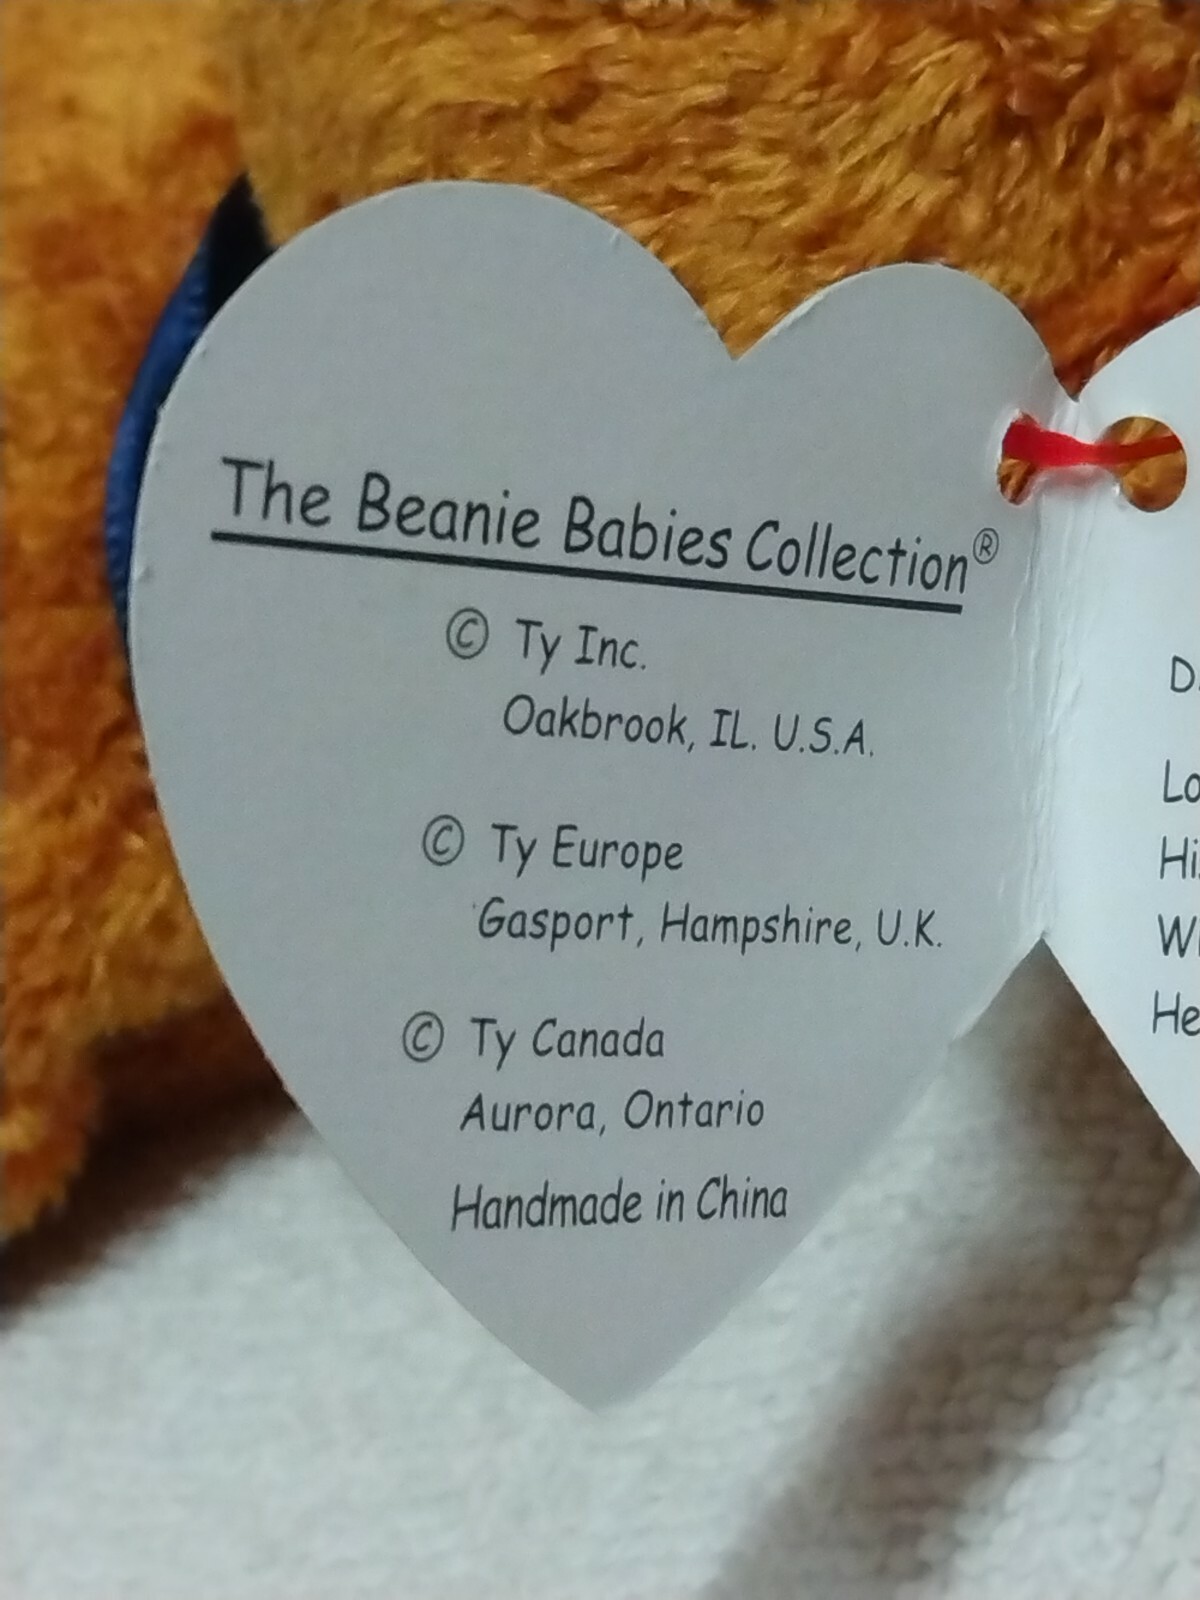 The Beanie Babies Collection®
© Ty Inc.
Oakbrook, IL. U.S.A.
© Ty Europe
Gasport, Hampshire, U.K.
© Ty Canada
Aurora, Ontario
Handmade in China